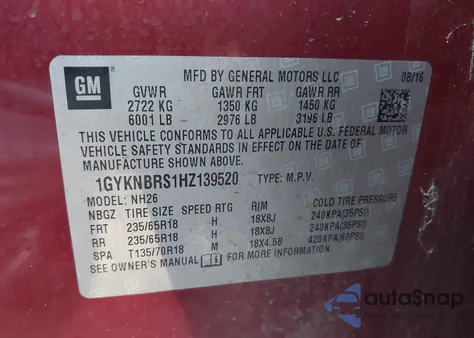 GM
MFD BY GENERAL MOTORS LLC 08/16
GVWR GAWR FRT GAWR RR
2722 KG 1350 KG 1450 KG
6001 LB 2976 LB 3196 LB
THIS VEHICLE CONFORMS TO ALL APPLICABLE U.S. FEDERAL MOTOR
VEHICLE SAFETY STANDARDS IN EFFECT ON THE DATE OF
MANUFACTURE SHOWN ABOVE.
1GYKNBRS1HZ139520 TYPE: M.P.V.
MODEL: NH26
NBGZ TIRE SIZE SPEED RTG RIM COLD TIRE PRESSURE
FRT 235/65R18 H 18X8J 240KPA(35PSI)
RR 235/65R18 H 18X8J 240KPA(35PSI)
SPA T135/70R18 M 18X4.5B 420KPA(60PSI)
SEE OWNER'S MANUAL FOR MORE INFORMATION.
autoSnap